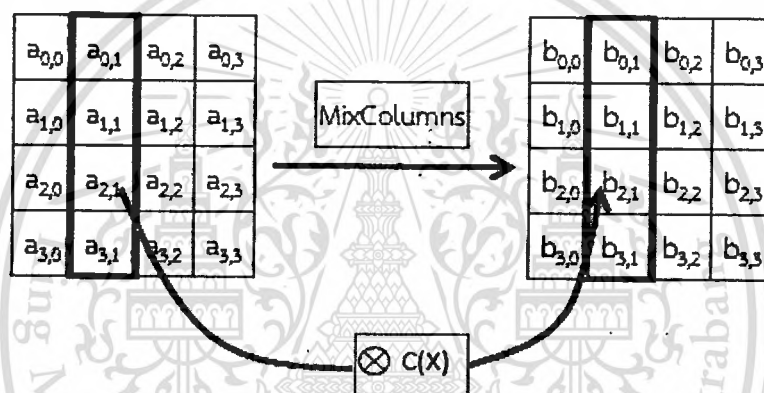 a0,0 a0,1 a0,2 a0,3 b0,0 b0,1 b0,2 b0,3
MixColumns
a1,0 a1,1 a1,2 a1,3 b1,0 b1,1 b1,2 b1,3
a2,0 a2,1 a2,2 a2,3 b2,0 b2,1 b2,2 b2,3
a3,0 a3,1 a3,2 a3,3 b3,0 b3,1 b3,2 b3,3
⊗ C(X)